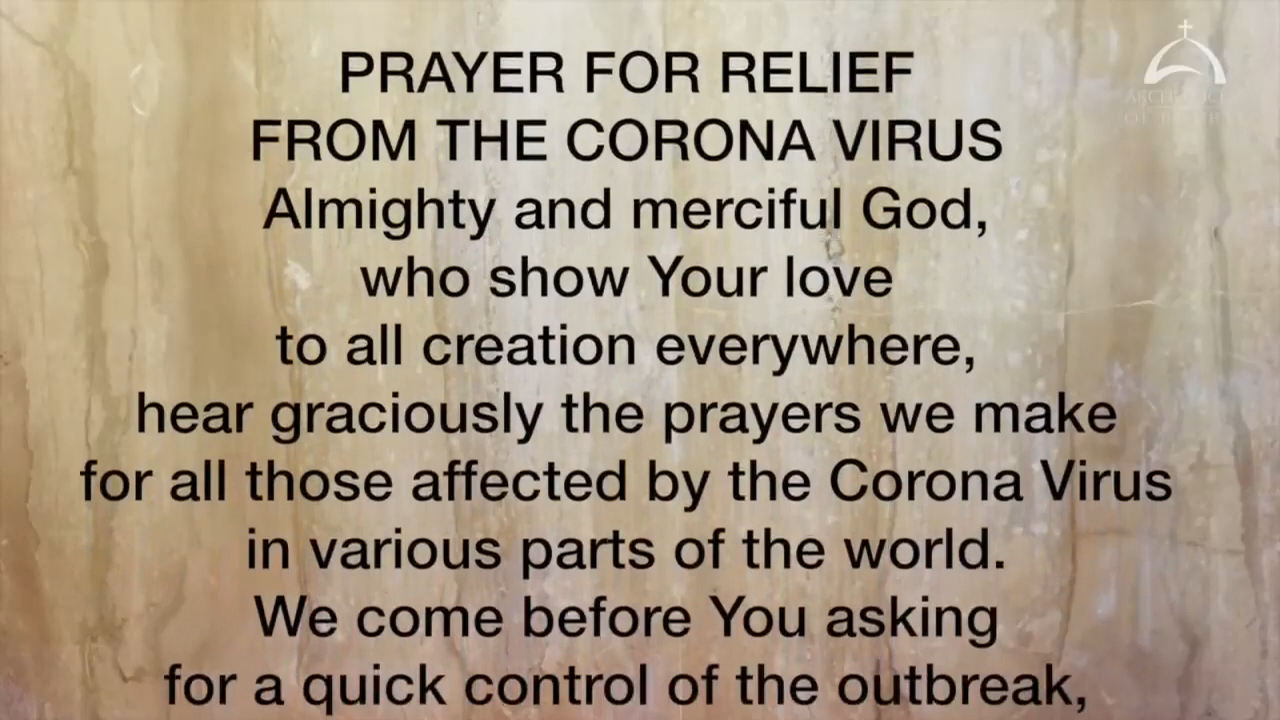 PRAYER FOR RELIEF
FROM THE CORONA VIRUS
Almighty and merciful God,
who show Your love
to all creation everywhere,
hear graciously the prayers we make
for all those affected by the Corona Virus
in various parts of the world.
We come before You asking
for a quick control of the outbreak,